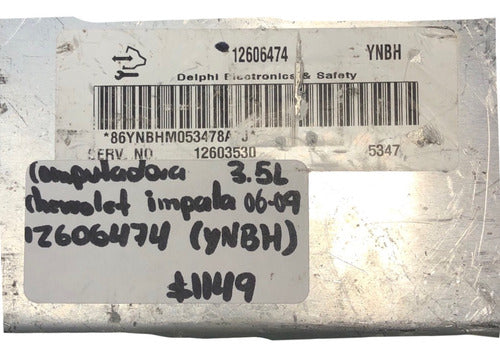 12606474 YNBH
Delphi Electronics & Safety
*86YNBHM053478A J*
SERV. NO. 12603530 5347
Computadora 3.5L
chevrolet impala 06-09
12606474 (YNBH)
#1149